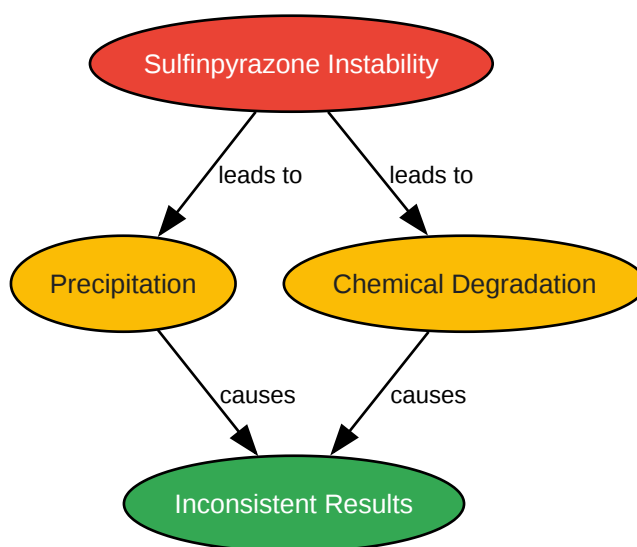 Sulfinpyrazone Instability
leads to
leads to
Precipitation
Chemical Degradation
causes
causes
Inconsistent Results